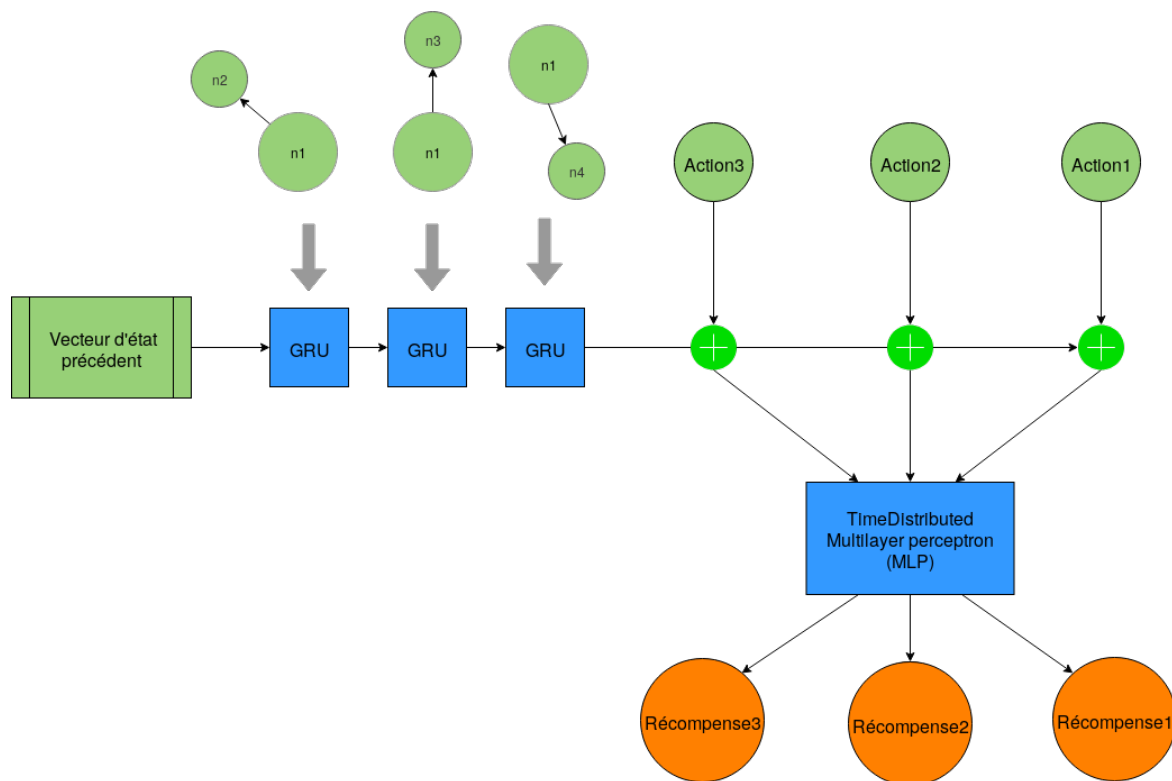 n3
n1
n2
n1
n1
n4
Action3
Action2
Action1
Vecteur d'état
précédent
GRU
GRU
GRU
TimeDistributed
Multilayer perceptron
(MLP)
Récompense3
Récompense2
Récompense1